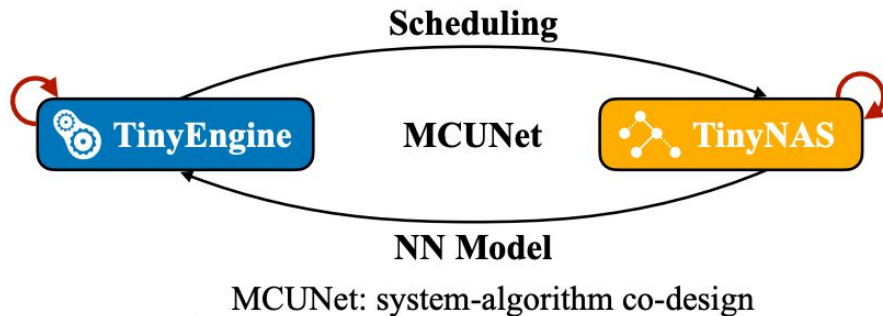 Scheduling
TinyEngine
MCUNet
TinyNAS
NN Model
MCUNet: system-algorithm co-design